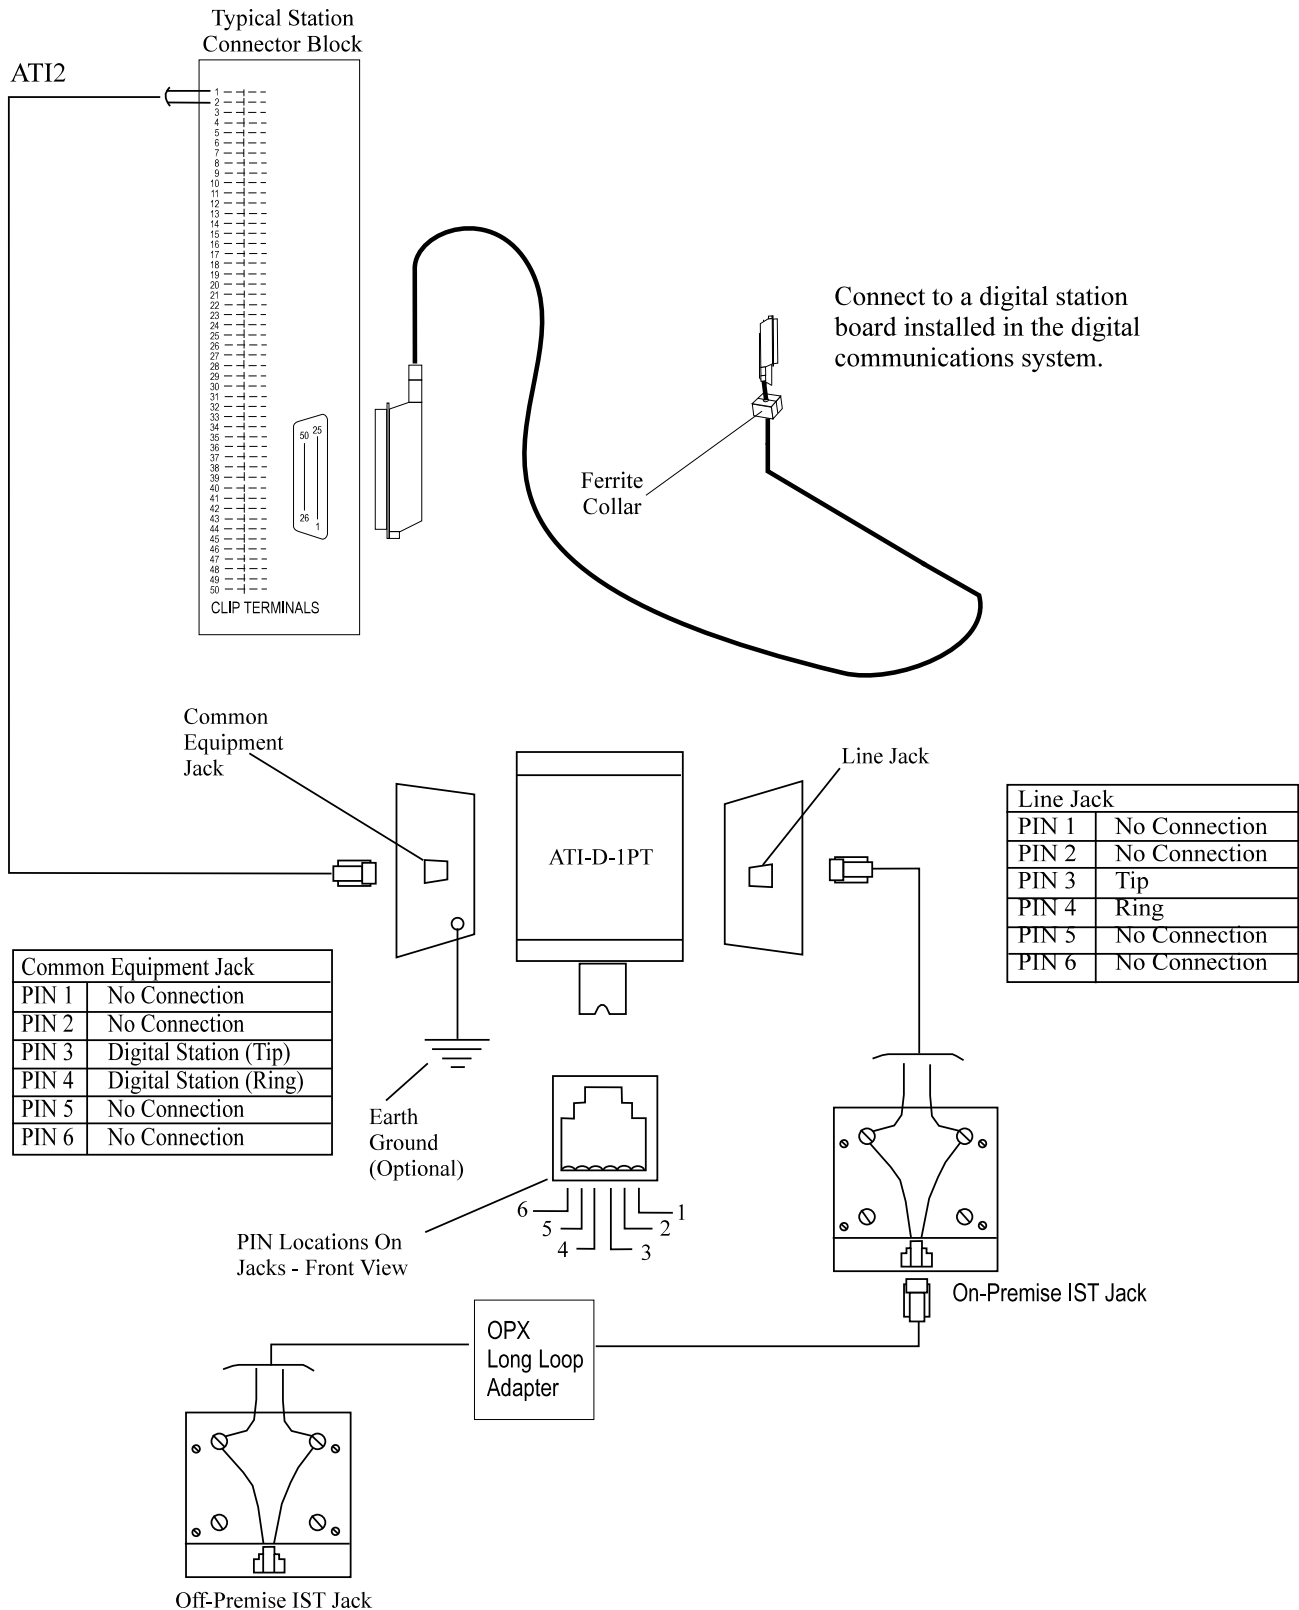 Typical Station
Connector Block
ATI2
1
2
3
4
5
6
7
8
9
10
11
12
13
14
15
16
17
18
19
20
21
22
23
24
25
26
27
28
29
30
31
32
33
34
35
36
37
38
39
40
41
42
43
44
45
46
47
48
49
50
50 25
26 1
CLIP TERMINALS
Connect to a digital station
board installed in the digital
communications system.
Ferrite
Collar
Common
Equipment
Jack
ATI-D-1PT
Line Jack
Line Jack
PIN 1 No Connection
PIN 2 No Connection
PIN 3 Tip
PIN 4 Ring
PIN 5 No Connection
PIN 6 No Connection
Common Equipment Jack
PIN 1 No Connection
PIN 2 No Connection
PIN 3 Digital Station (Tip)
PIN 4 Digital Station (Ring)
PIN 5 No Connection
PIN 6 No Connection
Earth
Ground
(Optional)
6 1
5 2
4 3
PIN Locations On
Jacks - Front View
On-Premise IST Jack
OPX
Long Loop
Adapter
Off-Premise IST Jack